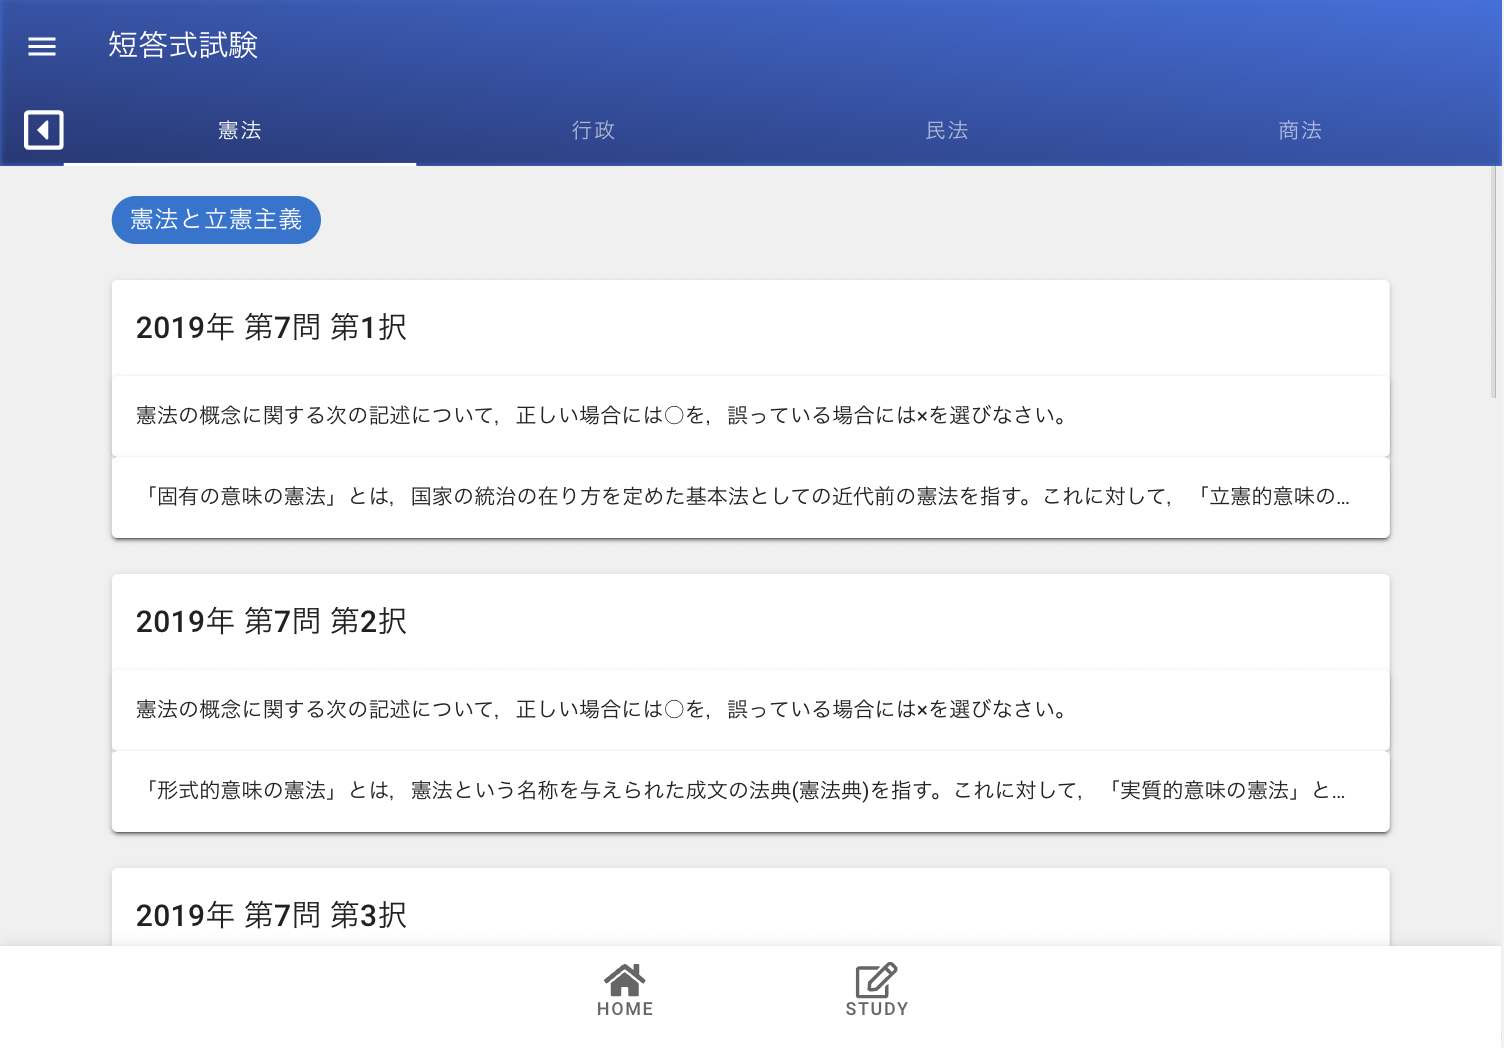 短答式試験
憲法 行政 民法 商法
憲法と立憲主義
2019年 第7問 第1択
憲法の概念に関する次の記述について，正しい場合には○を，誤っている場合には×を選びなさい。
「固有の意味の憲法」とは，国家の統治の在り方を定めた基本法としての近代前の憲法を指す。これに対して，「立憲的意味の...
2019年 第7問 第2択
憲法の概念に関する次の記述について，正しい場合には○を，誤っている場合には×を選びなさい。
「形式的意味の憲法」とは，憲法という名称を与えられた成文の法典(憲法典)を指す。これに対して，「実質的意味の憲法」と...
2019年 第7問 第3択
HOME STUDY